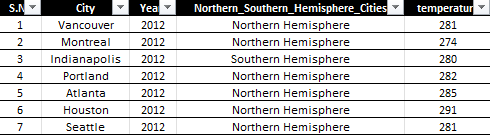 S.N City Year Northern_Southern_Hemisphere_Cities temperatur
1 Vancouver 2012 Northern Hemisphere 281
2 Montreal 2012 Northern Hemisphere 274
3 Indianapolis 2012 Southern Hemisphere 280
4 Portland 2012 Northern Hemisphere 282
5 Atlanta 2012 Northern Hemisphere 285
6 Houston 2012 Northern Hemisphere 291
7 Seattle 2012 Northern Hemisphere 281